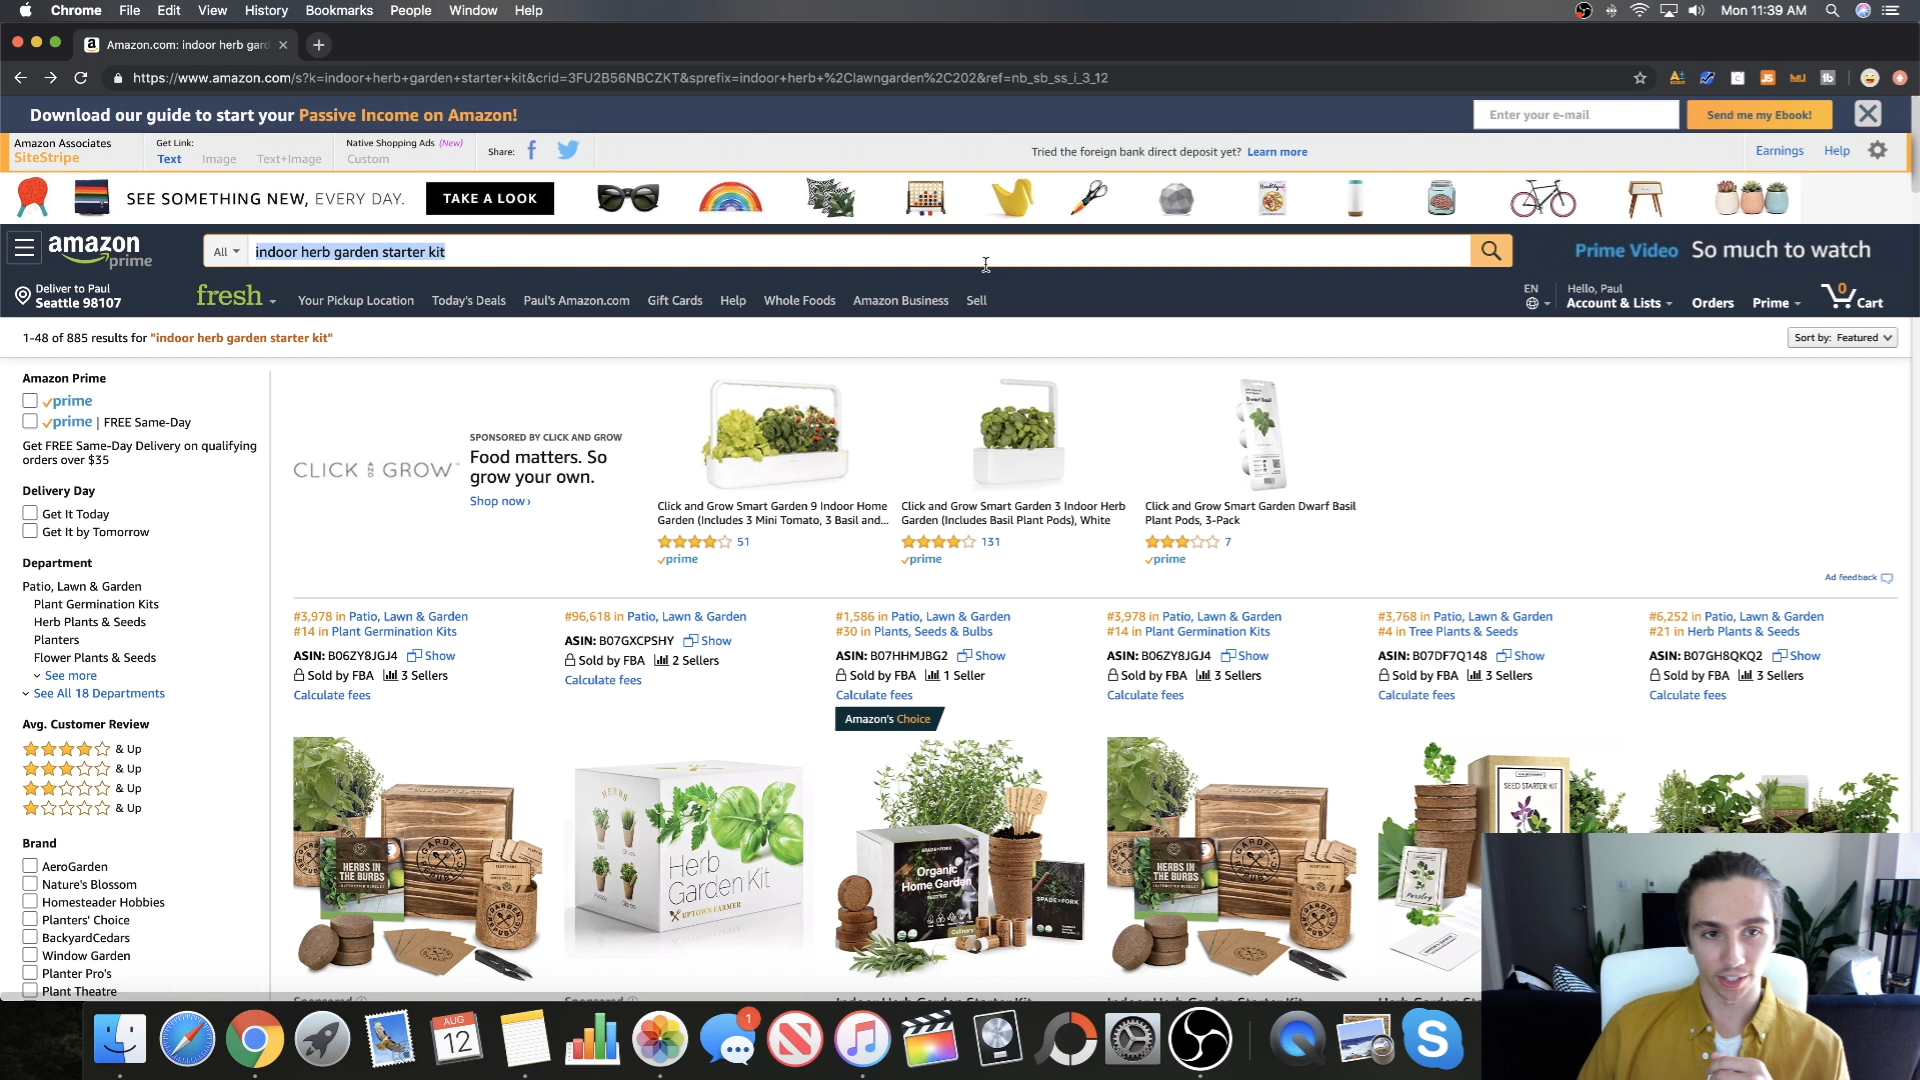 Chrome File Edit View History Bookmarks People Window Help
Mon 11:39 AM
Amazon.com: indoor herb gard
https://www.amazon.com/s?k=indoor+herb+garden+starter+kit&crid=3FU2B56NBCZKT&sprefix=indoor+herb+%2Clawngarden%2C202&ref=nb_sb_ss_i_3_12
Download our guide to start your Passive Income on Amazon!
Enter your e-mail
Send me my Ebook!
Amazon Associates
SiteStripe
Get Link:
Text Image Text+Image
Native Shopping Ads (New)
Custom
Share:
Tried the foreign bank direct deposit yet? Learn more
Earnings Help
SEE SOMETHING NEW, EVERY DAY.
TAKE A LOOK
amazon
prime
All
indoor herb garden starter kit
Prime Video So much to watch
Deliver to Paul
Seattle 98107
fresh
Your Pickup Location Today's Deals Paul's Amazon.com Gift Cards Help Whole Foods Amazon Business Sell
EN
Hello, Paul
Account & Lists
Orders
Prime
0
Cart
1-48 of 885 results for "indoor herb garden starter kit"
Sort by: Featured
Amazon Prime
prime
prime | FREE Same-Day
Get FREE Same-Day Delivery on qualifying
orders over $35
Delivery Day
Get It Today
Get It by Tomorrow
Department
Patio, Lawn & Garden
Plant Germination Kits
Herb Plants & Seeds
Planters
Flower Plants & Seeds
See more
See All 18 Departments
Avg. Customer Review
& Up
& Up
& Up
& Up
Brand
AeroGarden
Nature's Blossom
Homesteader Hobbies
Planters' Choice
BackyardCedars
Window Garden
Planter Pro's
Plant Theatre
CLICK & GROW
SPONSORED BY CLICK AND GROW
Food matters. So
grow your own.
Shop now ›
Click and Grow Smart Garden 9 Indoor Home
Garden (Includes 3 Mini Tomato, 3 Basil and...
51
prime
Click and Grow Smart Garden 3 Indoor Herb
Garden (Includes Basil Plant Pods), White
131
prime
Dwarf Basil
Click and Grow Smart Garden Dwarf Basil
Plant Pods, 3-Pack
7
prime
Ad feedback
#3,978 in Patio, Lawn & Garden
#14 in Plant Germination Kits
ASIN: B06ZY8JGJ4 Show
Sold by FBA 3 Sellers
Calculate fees
#96,618 in Patio, Lawn & Garden
ASIN: B07GXCPSHY Show
Sold by FBA 2 Sellers
Calculate fees
#1,586 in Patio, Lawn & Garden
#30 in Plants, Seeds & Bulbs
ASIN: B07HHMJBG2 Show
Sold by FBA 1 Seller
Calculate fees
Amazon's Choice
#3,978 in Patio, Lawn & Garden
#14 in Plant Germination Kits
ASIN: B06ZY8JGJ4 Show
Sold by FBA 3 Sellers
Calculate fees
#3,768 in Patio, Lawn & Garden
#4 in Tree Plants & Seeds
ASIN: B07DF7Q148 Show
Sold by FBA 3 Sellers
Calculate fees
#6,252 in Patio, Lawn & Garden
#21 in Herb Plants & Seeds
ASIN: B07GH8QKQ2 Show
Sold by FBA 3 Sellers
Calculate fees
HERBS IN
THE BURBS
GARDEN
REPUBLIC
HERBS
Herb
Garden Kit
UPTOWN FARMER
SPADE+FORK
Organic
Home Garden
Culinary
SPADE+FORK
HERBS IN
THE BURBS
GARDEN
REPUBLIC
SEED STARTER KIT
Parsley
AUG
12
1